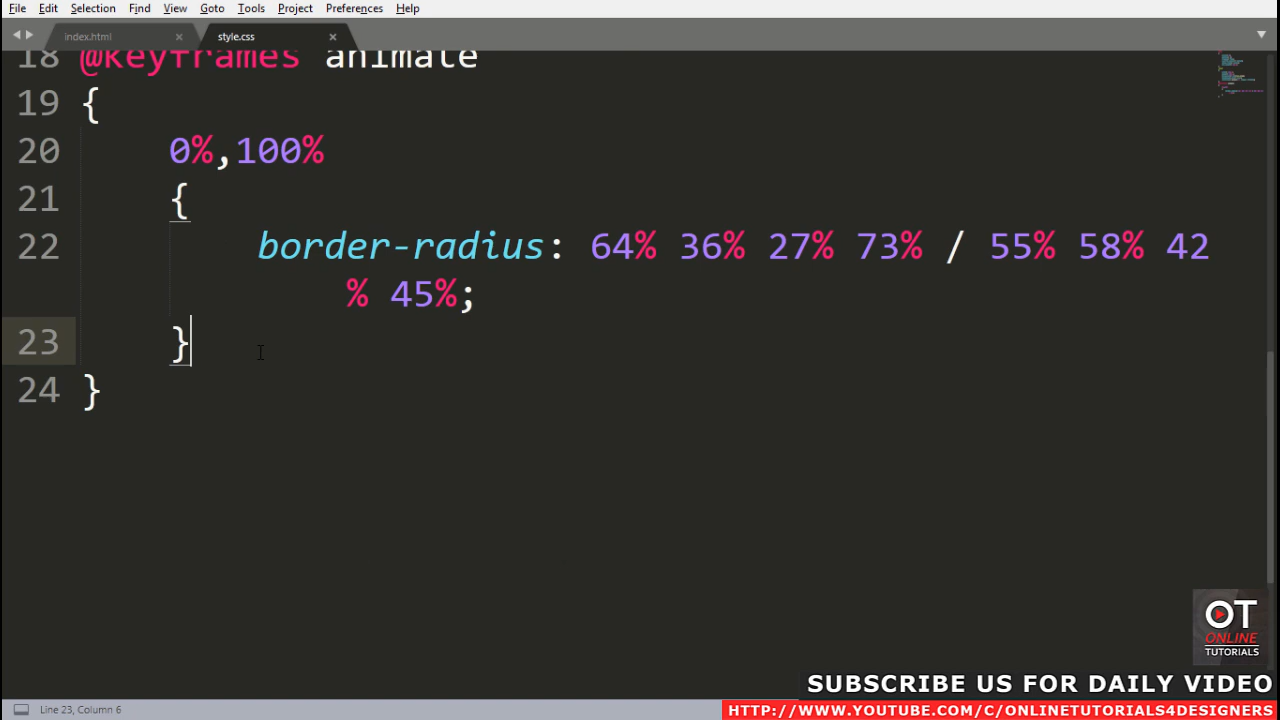 File Edit Selection Find View Goto Tools Project Preferences Help
index.html × style.css ×
18 @keyframes animate
19 {
20 0%,100%
21 {
22 border-radius: 64% 36% 27% 73% / 55% 58% 42
% 45%;
23 }
24 }
OT
ONLINE
TUTORIALS
SUBSCRIBE US FOR DAILY VIDEO
HTTP://WWW.YOUTUBE.COM/C/ONLINETUTORIALS4DESIGNERS
Line 23, Column 6